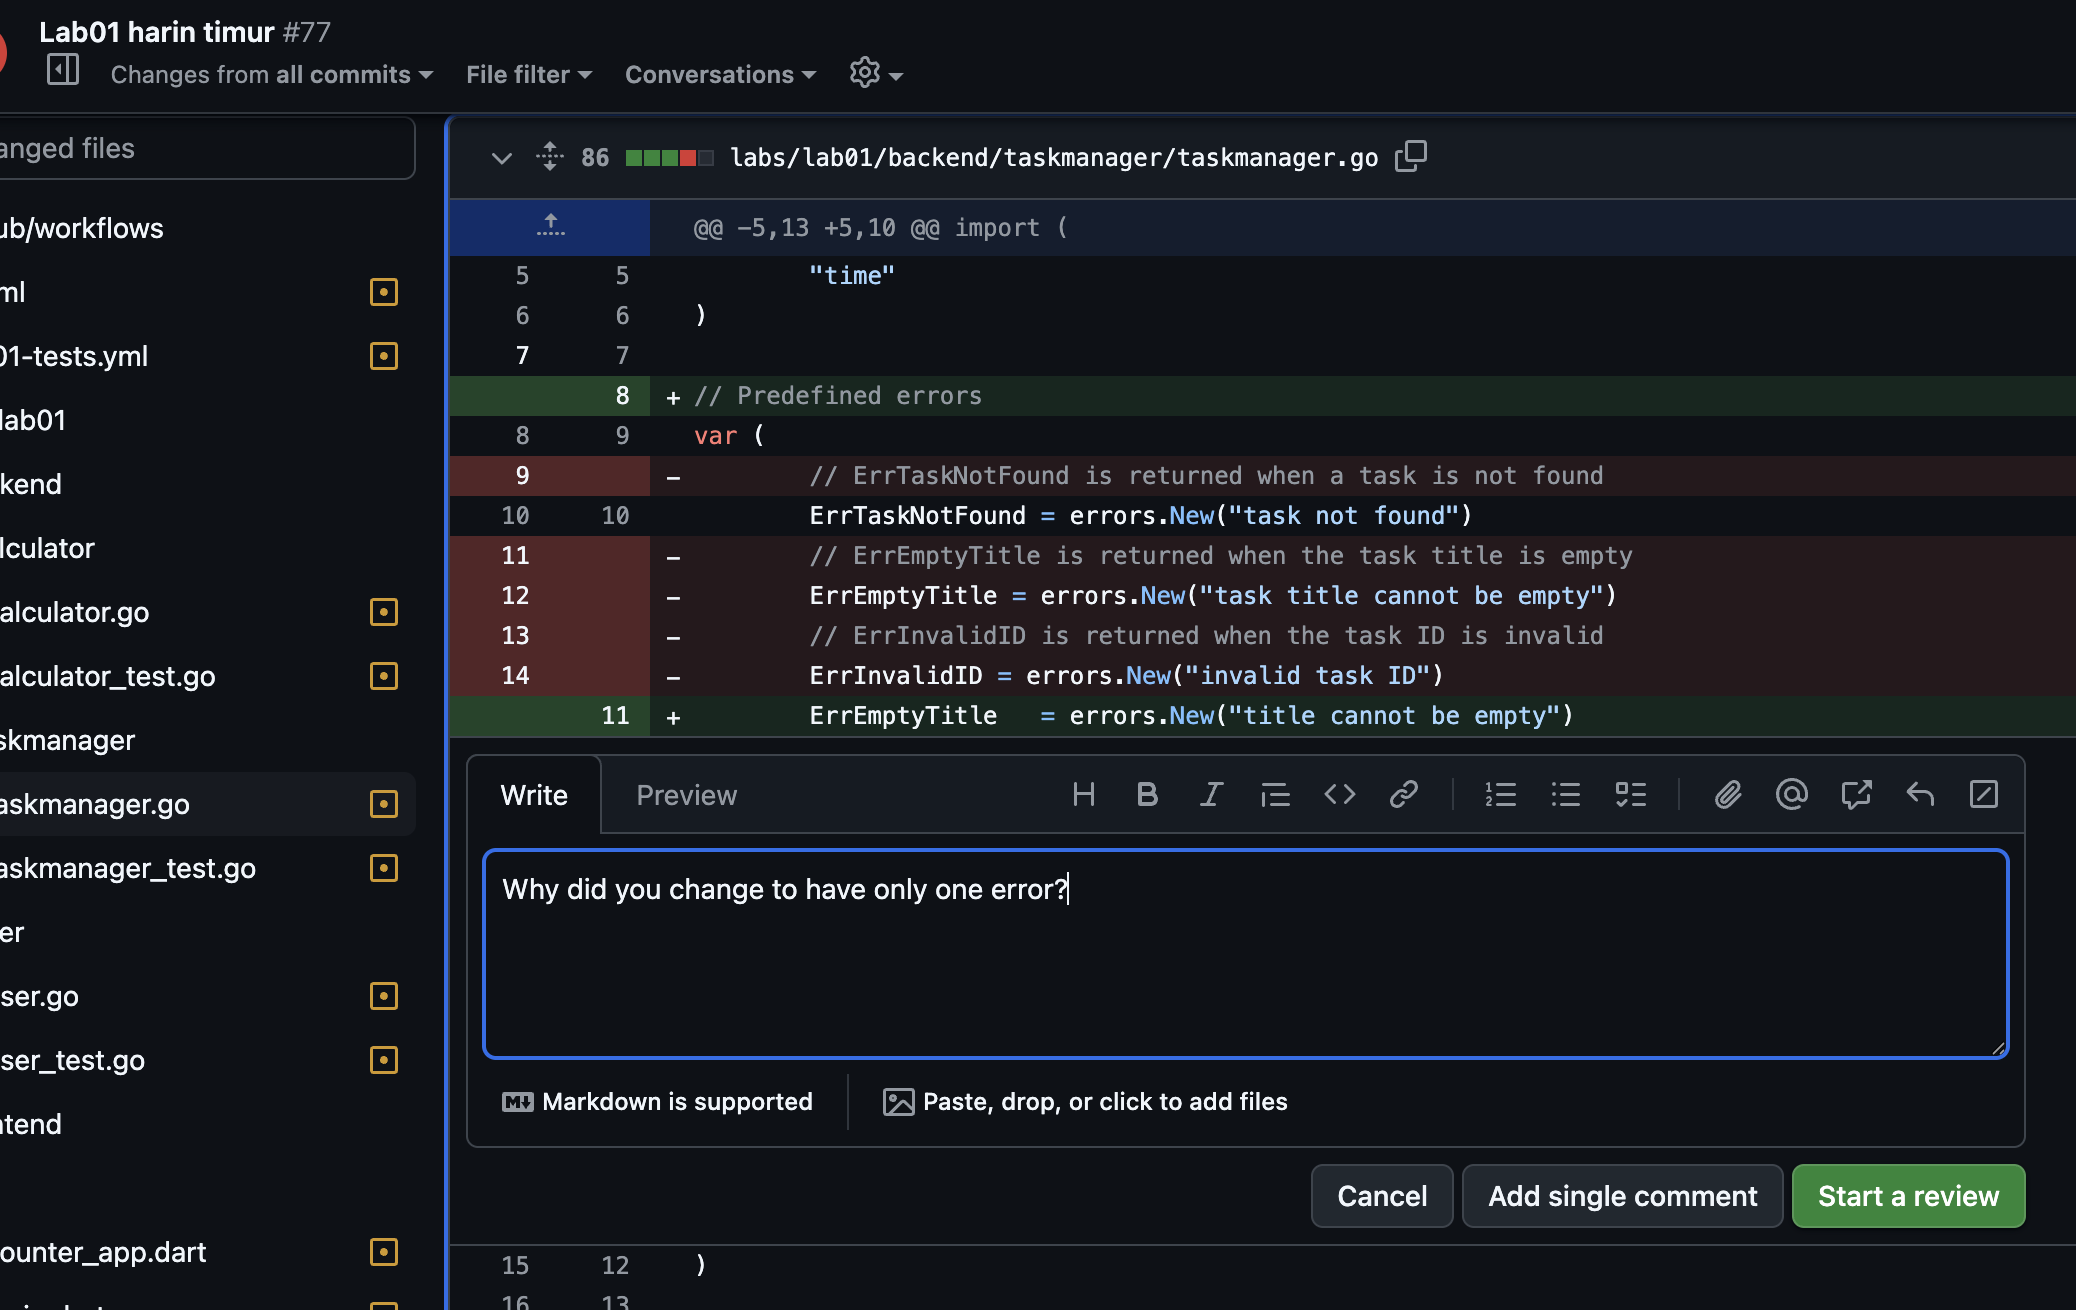 Lab01 harin timur #77
Changes from all commits File filter Conversations
anged files
86 labs/lab01/backend/taskmanager/taskmanager.go
ub/workflows
@@ -5,13 +5,10 @@ import (
5 5 "time"
ml
6 6 )
01-tests.yml
7 7
8 + // Predefined errors
lab01
8 9 var (
9 - // ErrTaskNotFound is returned when a task is not found
kend
10 10 ErrTaskNotFound = errors.New("task not found")
lculator
11 - // ErrEmptyTitle is returned when the task title is empty
12 - ErrEmptyTitle = errors.New("task title cannot be empty")
alculator.go
13 - // ErrInvalidID is returned when the task ID is invalid
14 - ErrInvalidID = errors.New("invalid task ID")
alculator_test.go
11 + ErrEmptyTitle = errors.New("title cannot be empty")
skmanager
Write Preview
askmanager.go
Why did you change to have only one error?
askmanager_test.go
er
ser.go
ser_test.go
Markdown is supported Paste, drop, or click to add files
ntend
Cancel Add single comment Start a review
ounter_app.dart
15 12 )
16 13